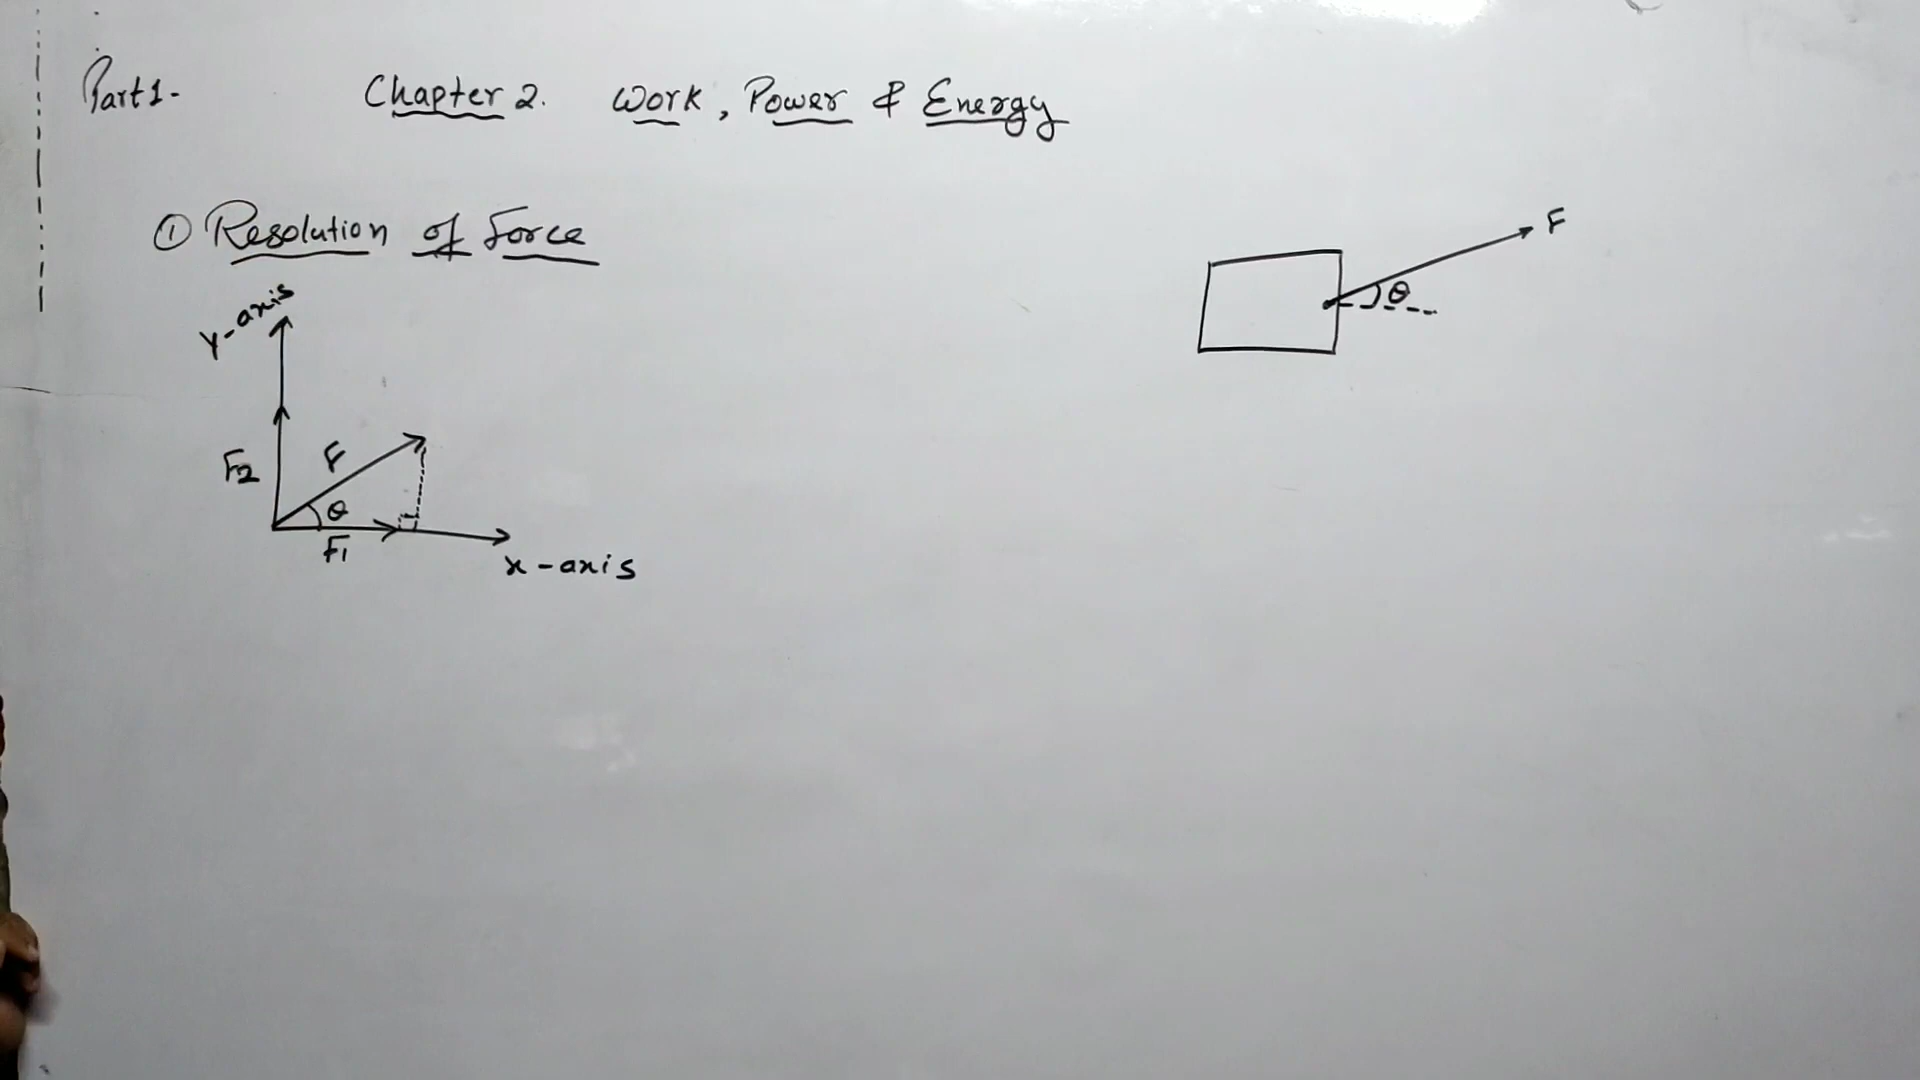 Part 1.
Chapter 2. Work, Power & Energy
① Resolution of force
F
θ
y-axis
F
F2
θ
F1
x-axis